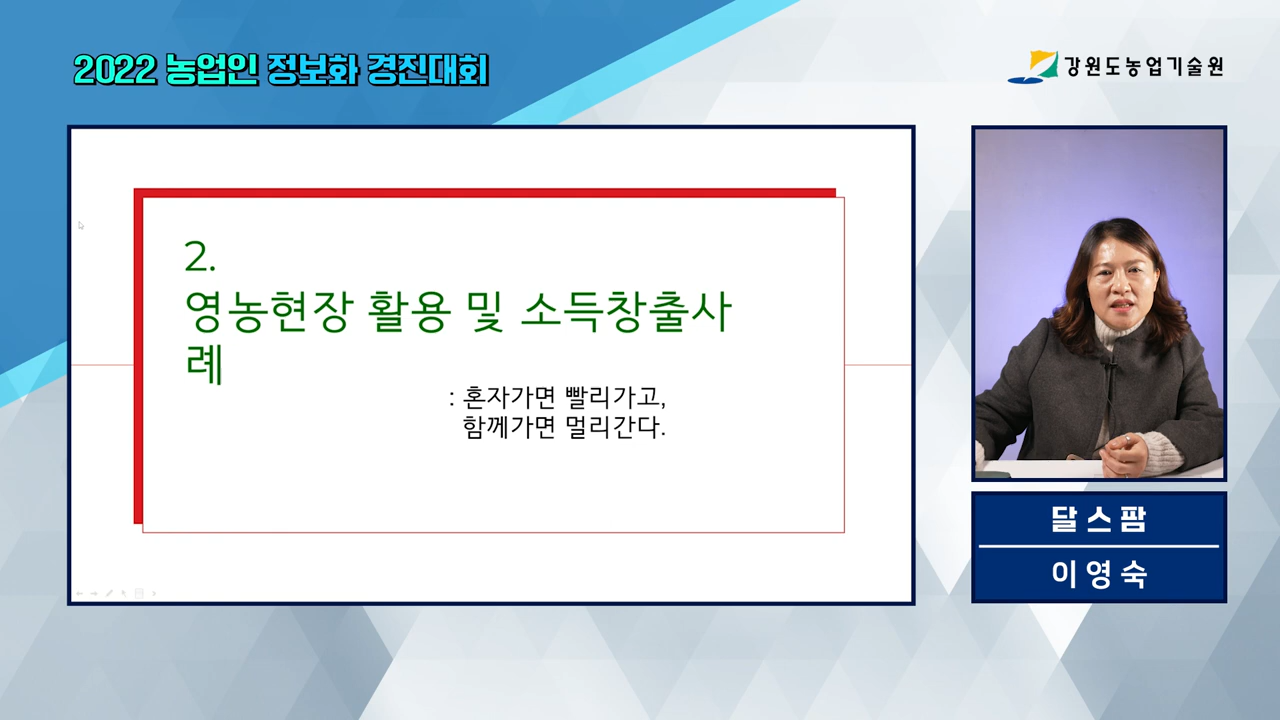 2022 농업인 정보화 경진대회
강원도농업기술원
2.
영농현장 활용 및 소득창출사
례
: 혼자가면 빨리가고,
함께가면 멀리간다.
달스팜
이영숙